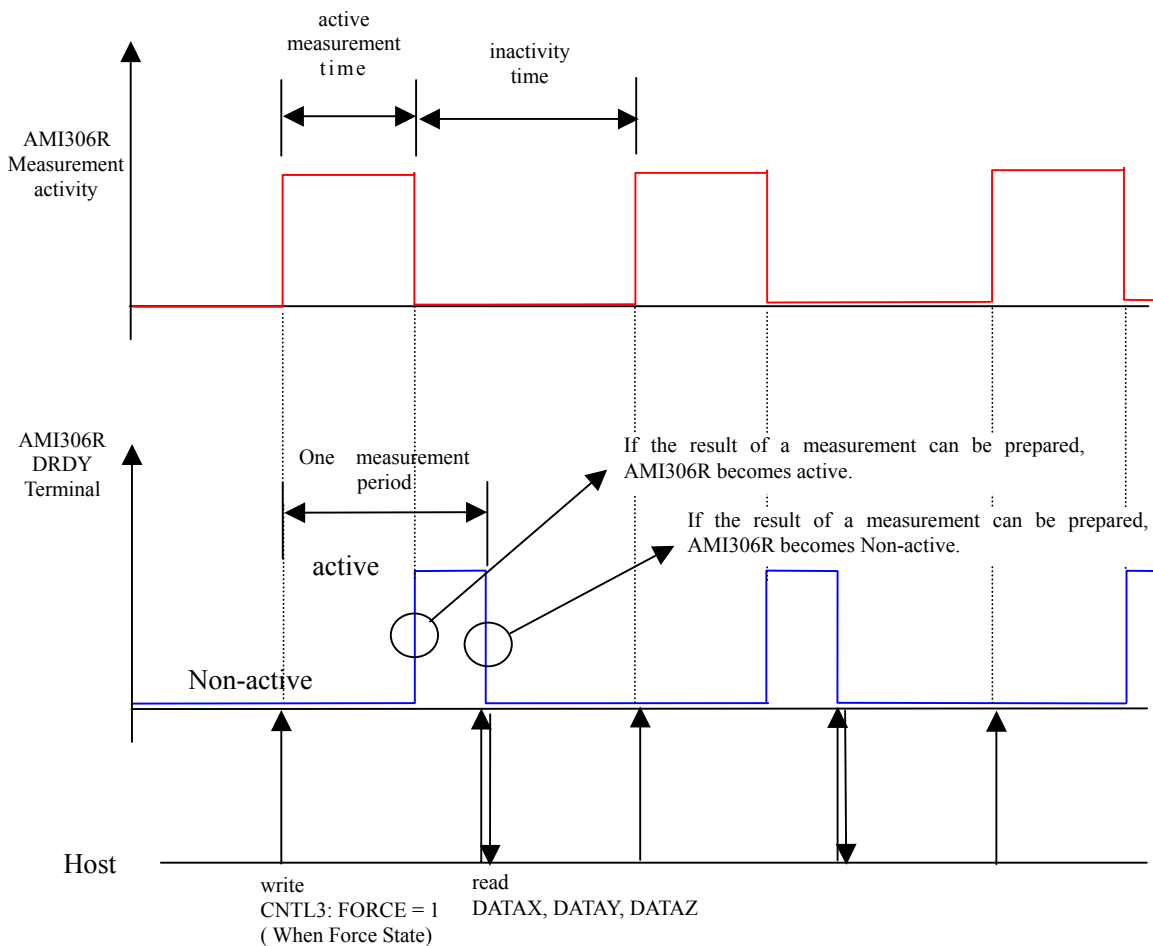 active
measurement
time
inactivity
time
AMI306R
Measurement
activity
AMI306R
DRDY
Terminal
One measurement
period
If the result of a measurement can be prepared,
AMI306R becomes active.
If the result of a measurement can be prepared,
AMI306R becomes Non-active.
active
Non-active
Host
write
CNTL3: FORCE = 1
( When Force State)
read
DATAX, DATAY, DATAZ